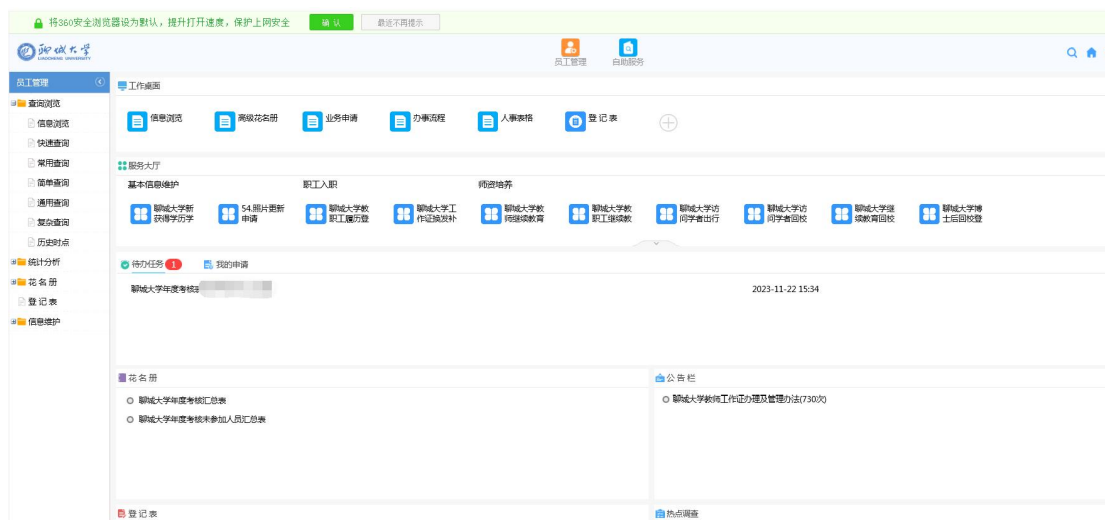 将360安全浏览器设为默认，提升打开速度，保护上网安全
确 认
最近不再提示
聊城大学
LIAOCHENG UNIVERSITY
员工管理
自助服务
员工管理
查询浏览
信息浏览
快速查询
常用查询
简单查询
通用查询
复杂查询
历史时点
统计分析
花 名 册
登 记 表
信息维护
工作桌面
信息浏览
高级花名册
业务申请
办事流程
人事表格
登 记 表
服务大厅
基本信息维护
职工入职
师资培养
聊城大学新
获得学历学
54.照片更新
申请
聊城大学教
职工履历登
聊城大学工
作证换发补
聊城大学教
师继续教育
聊城大学教
职工继续教
聊城大学访
问学者出行
聊城大学访
问学者回校
聊城大学继
续教育回校
聊城大学博
士后回校登
待办任务 1
我的申请
聊城大学年度考核
2023-11-22 15:34
花 名 册
聊城大学年度考核汇总表
聊城大学年度考核未参加人员汇总表
公 告 栏
聊城大学教师工作证办理及管理办法(730次)
登 记 表
热点调查